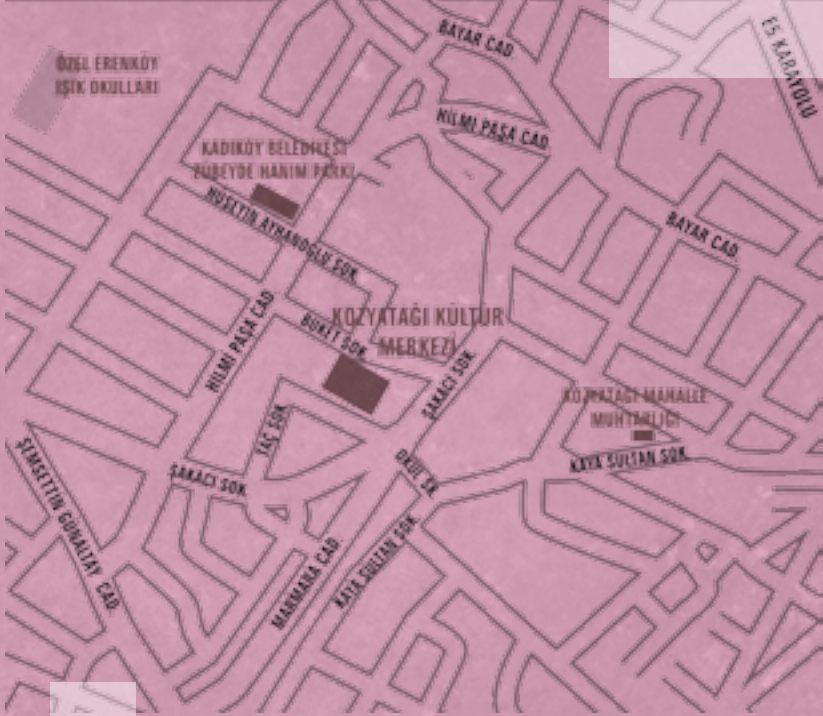 BAYAR CAD.
E5 KARAYOLU
ÖZEL ERENKÖY
IŞIK OKULLARI
HİLMİ PAŞA CAD.
KADIKÖY BELEDİYESİ
ZÜBEYDE HANIM PARKI
HÜSEYİN AYHANOĞLU SOK.
BAYAR CAD.
HİLMİ PAŞA CAD.
BUKET SOK.
KOZYATAĞI KÜLTÜR
MERKEZİ
ŞAKACI SOK.
KOZYATAĞI MAHALLE
MUHTARLIĞI
TAÇ SOK.
KAYA SULTAN SOK.
ŞAKACI SOK.
OKUL SK.
ŞEMSETTİN GÜNALTAY CAD.
MARMARA CAD.
KAYA SULTAN SOK.